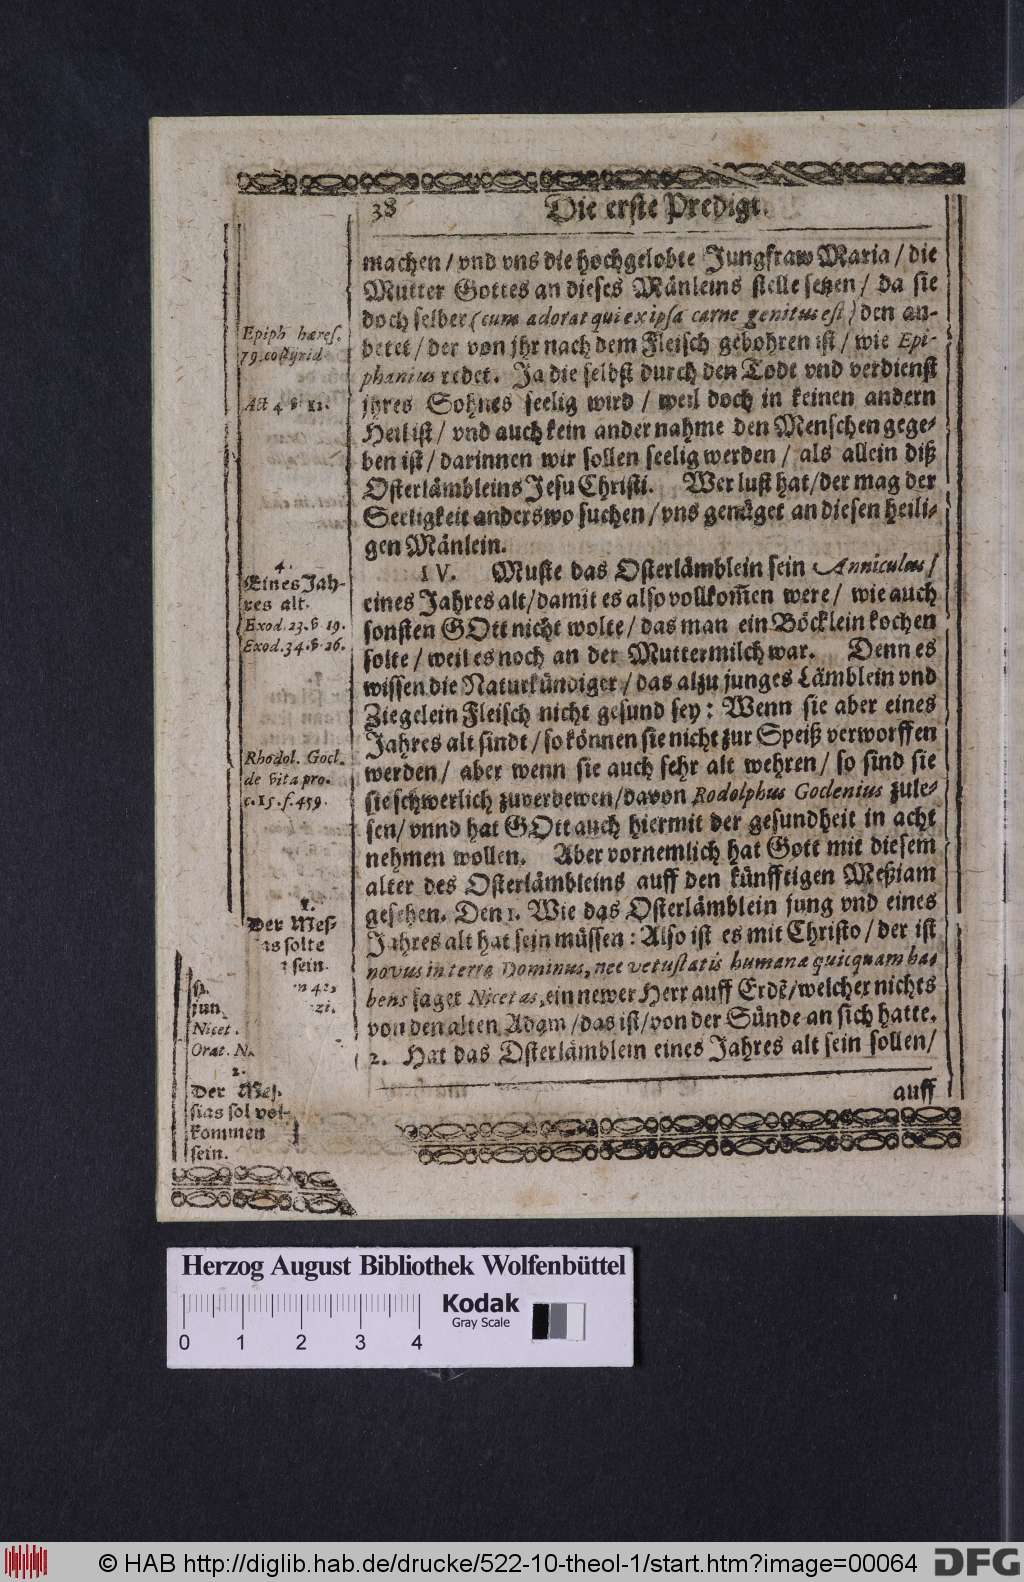 38 Die erste Predigt.
machen / vnd vns die hochgelobte Jungfraw Maria / die
Mutter Gottes an dieses Mänleins stelle setzen / da sie
doch selber (cum adorat qui ex ipsa carne genitus est) den an-
betet / der von jhr nach dem Fleisch gebohren ist / wie Epi-
phanius redet. Ja die selbst durch den Todt vnd verdienst
jhres Sohnes seelig wird / weil doch in keinen andern
Heil ist / vnd auch kein ander nahme den Menschen gege-
ben ist / darinnen wir sollen seelig werden / als allein diß
Osterlämbleins Jesu Christi. Wer lust hat / der mag der
Seeligkeit anderswo suchen / vns genüget an diesen heili-
gen Mänlein.
IV. Muste das Osterlämblein sein Anniculus /
eines Jahres alt / damit es also vollkom̃en were / wie auch
sonsten GOtt nicht wolte / das man ein Böcklein kochen
solte / weil es noch an der Muttermilch war. Denn es
wissen die Naturkündiger / das alzu junges Lämblein vnd
Ziegelein Fleisch nicht gesund sey: Wenn sie aber eines
Jahres alt sindt / so können sie nicht zur Speiß verworffen
werden / aber wenn sie auch sehr alt wehren / so sind sie
sie schwerlich zuverdewen / davon Rodolphus Goclenius zule-
sen / vnnd hat GOtt auch hiermit der gesundheit in acht
nehmen wollen. Aber vornemlich hat Gott mit diesem
alter des Osterlämbleins auff den künfftigen Meßiam
gesehen. Den 1. Wie das Osterlämblein jung vnd eines
Jahres alt hat sein müssen: Also ist es mit Christo / der ist
novus in terra Dominus, nec vetustatis humanæ quicquam ha-
bens saget Nicetas, ein newer Herr auff Erdẽ / welcher nichts
von den alten Adam / das ist / von der Sünde an sich hatte.
2. Hat das Osterlämblein eines Jahres alt sein sollen /
auff
Epiph hæres.
79. collyrid
Act 4 v 12.
4.
Eines Jah-
res alt.
Exod. 23. v 19.
Exod. 34. v. 26.
Rhodol. Gocl.
de vita pro.
c. 15. f. 459.
1.
Der Mes-
as solte
sein.
jun
Nicet.
Orat. N.
2.
Der Mes-
sias sol vol-
kommen
sein.
Herzog August Bibliothek Wolfenbüttel
Kodak
Gray Scale
0 1 2 3 4
© HAB http://diglib.hab.de/drucke/522-10-theol-1/start.htm?image=00064
DFG